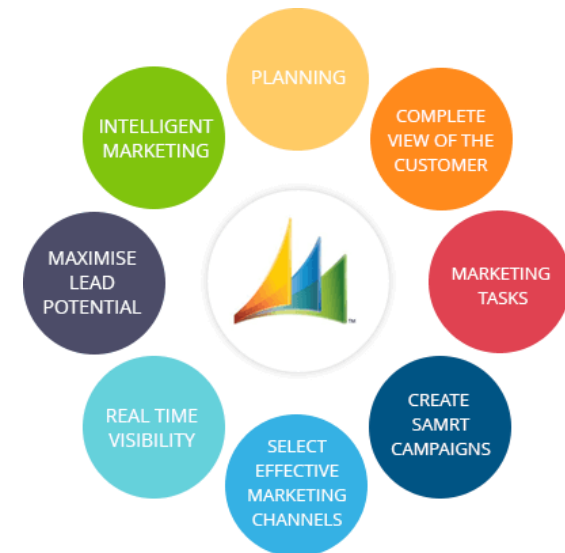 PLANNING
COMPLETE
VIEW OF THE
CUSTOMER
MARKETING
TASKS
CREATE
SAMRT
CAMPAIGNS
SELECT
EFFECTIVE
MARKETING
CHANNELS
REAL TIME
VISIBILITY
MAXIMISE
LEAD
POTENTIAL
INTELLIGENT
MARKETING
™